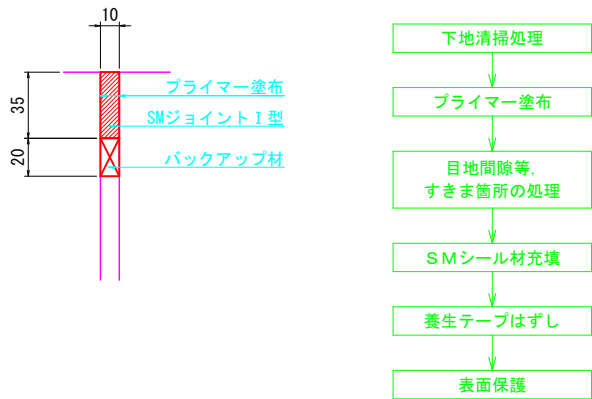 10
35
20
プライマー塗布
SMジョイントⅠ型
バックアップ材
下地清掃処理
プライマー塗布
目地間隙等,
すきま箇所の処理
SMシール材充填
養生テープはずし
表面保護